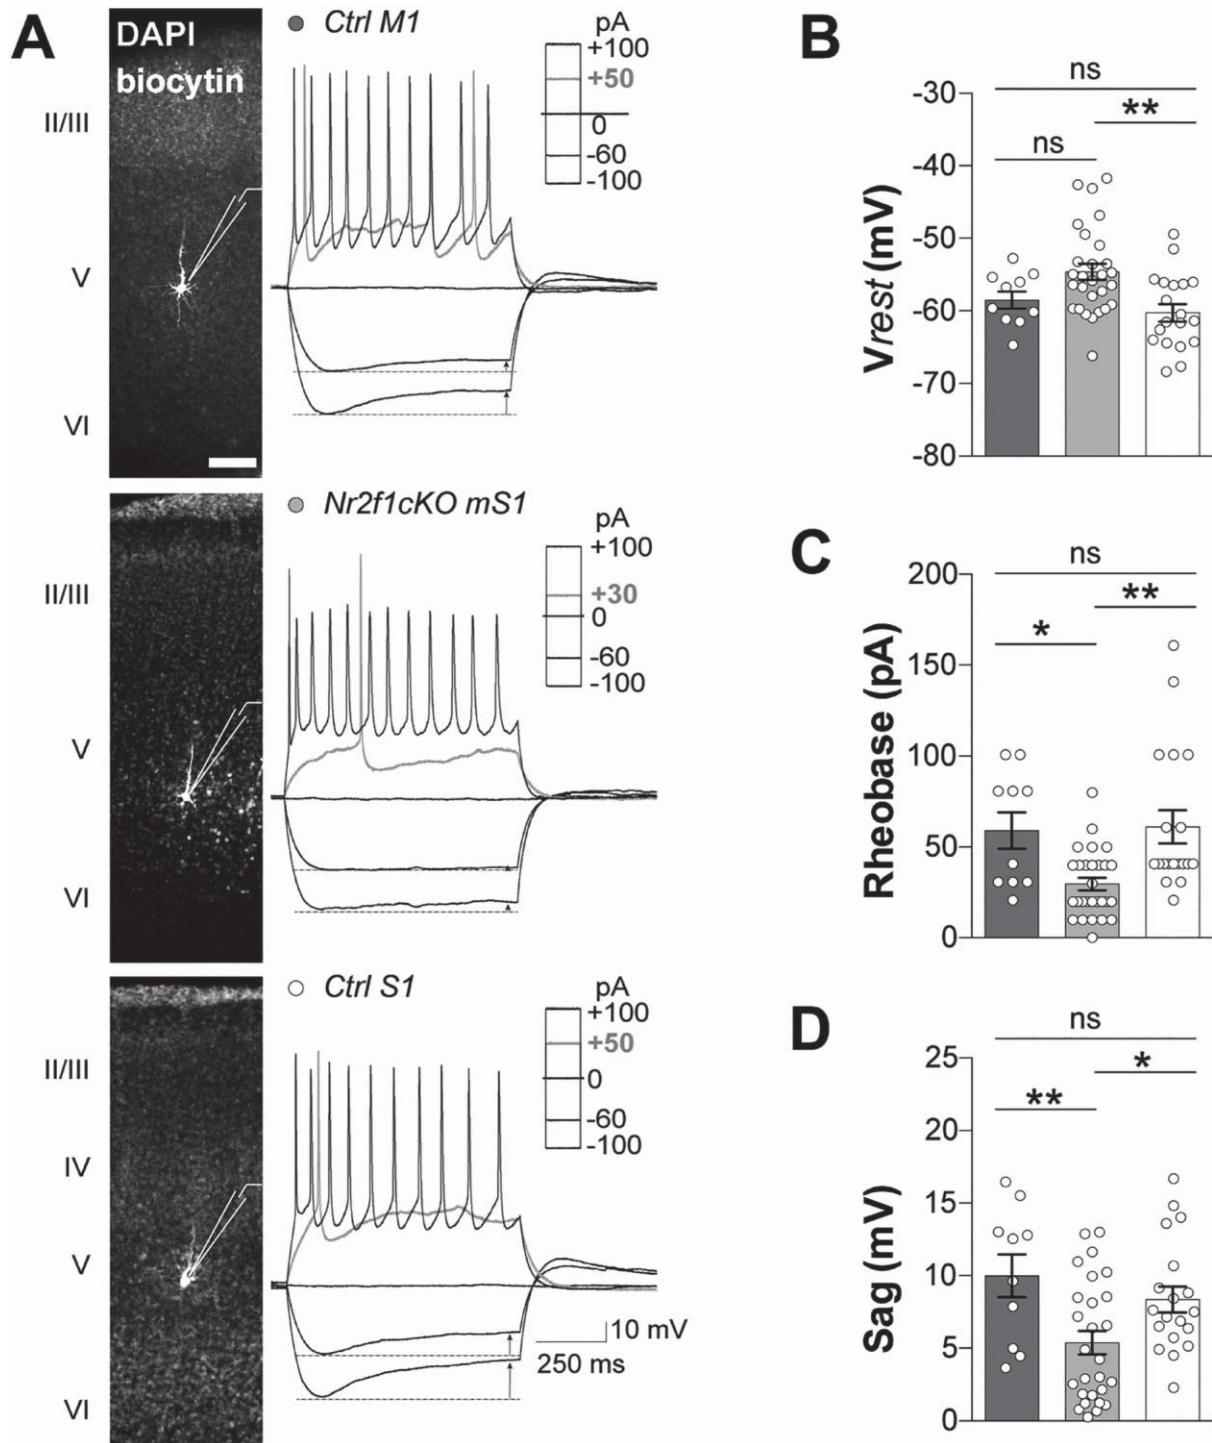 A
DAPI
biocytin
II/III
V
VI
Ctrl M1
pA
+100
+50
0
-60
-100
II/III
V
VI
Nr2f1cKO mS1
pA
+100
+30
0
-60
-100
II/III
IV
V
VI
Ctrl S1
pA
+100
+50
0
-60
-100
10 mV
250 ms
B
ns
**
ns
Vrest (mV)
-30
-40
-50
-60
-70
-80
C
ns
**
*
Rheobase (pA)
200
150
100
50
0
D
ns
*
**
Sag (mV)
25
20
15
10
5
0